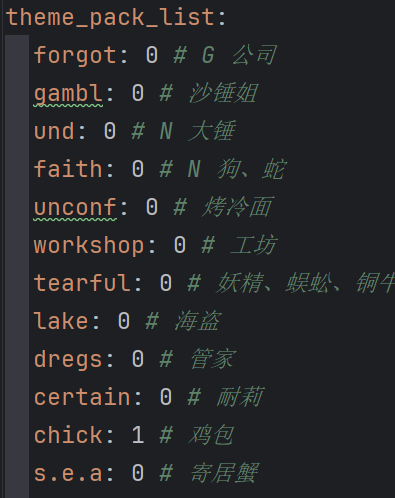 theme_pack_list:
forgot: 0 # G 公司
gambl: 0 # 沙锤姐
und: 0 # N 大锤
faith: 0 # N 狗、蛇
unconf: 0 # 烤冷面
workshop: 0 # 工坊
tearful: 0 # 妖精、蜈蚣、铜牛
lake: 0 # 海盗
dregs: 0 # 管家
certain: 0 # 耐莉
chick: 1 # 鸡包
s.e.a: 0 # 寄居蟹